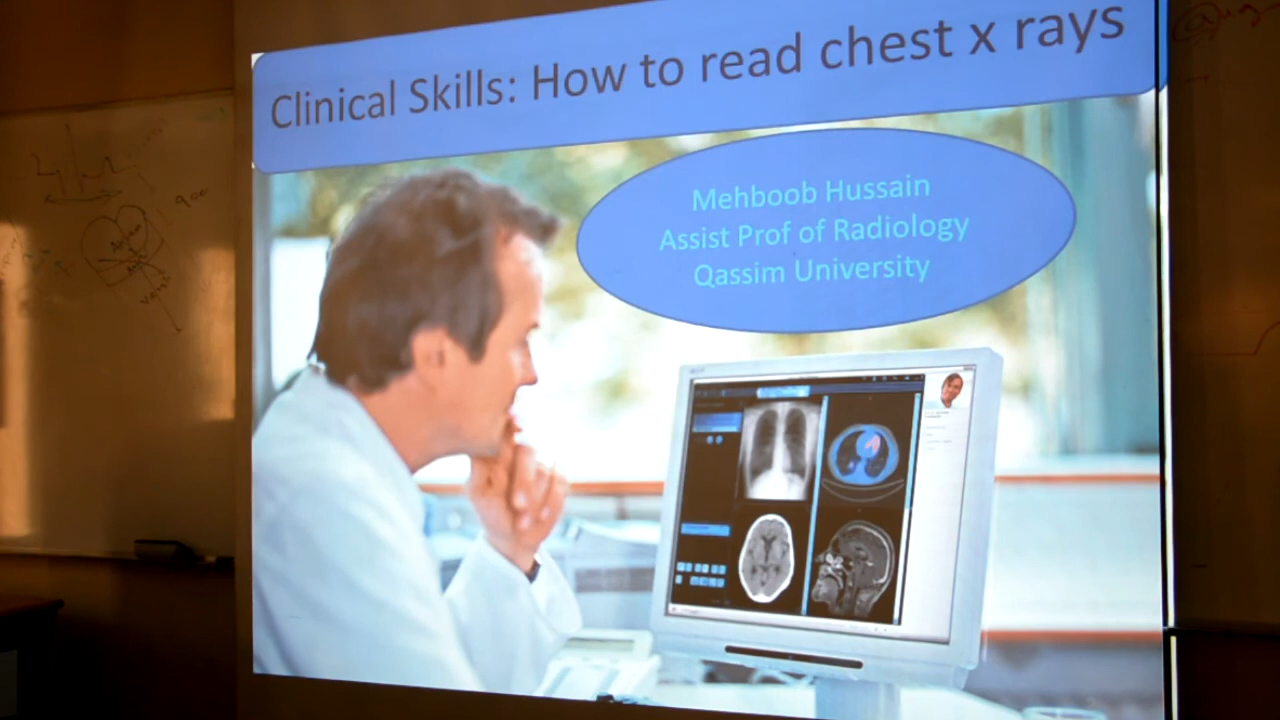 Clinical Skills: How to read chest x rays
Mehboob Hussain
Assist Prof of Radiology
Qassim University